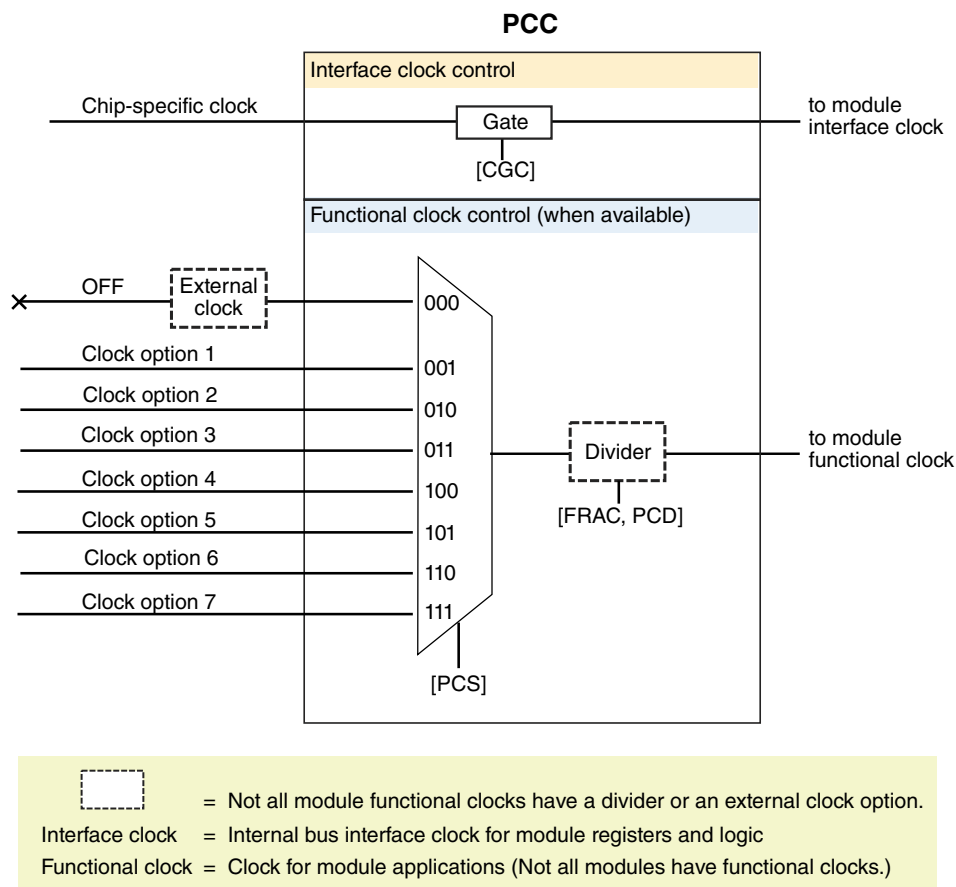 PCC
Interface clock control
Chip-specific clock
Gate
to module
interface clock
[CGC]
Functional clock control (when available)
OFF
External
clock
000
Clock option 1
001
Clock option 2
010
Clock option 3
011
Divider
to module
functional clock
Clock option 4
100
[FRAC, PCD]
Clock option 5
101
Clock option 6
110
Clock option 7
111
[PCS]
= Not all module functional clocks have a divider or an external clock option.
Interface clock = Internal bus interface clock for module registers and logic
Functional clock = Clock for module applications (Not all modules have functional clocks.)